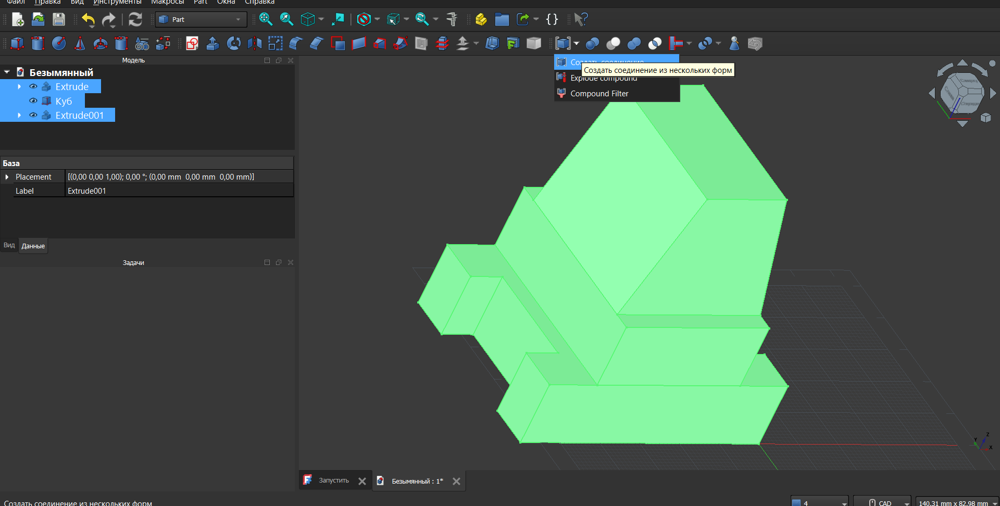 Файл Правка Вид Инструменты Макросы Part Окна Справка
Part
Модель
Безымянный
Extrude
Куб
Extrude001
Создать соединение
Создать соединение из нескольких форм
Explode compound
Compound Filter
База
Placement [(0,00 0,00 1,00); 0,00 °; (0,00 mm 0,00 mm 0,00 mm)]
Label Extrude001
Вид Данные
Задачи
Z
Y
X
Запустить
Безымянный : 1*
Создать соединение из нескольких форм
4
CAD
140,31 mm x 82,98 mm